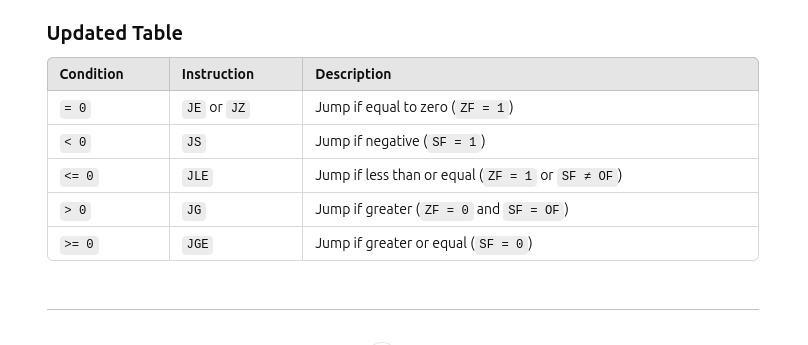 Updated Table
Condition Instruction Description
= 0 JE or JZ Jump if equal to zero ( ZF = 1 )
< 0 JS Jump if negative ( SF = 1 )
<= 0 JLE Jump if less than or equal ( ZF = 1 or SF ≠ OF )
> 0 JG Jump if greater ( ZF = 0 and SF = OF )
>= 0 JGE Jump if greater or equal ( SF = 0 )